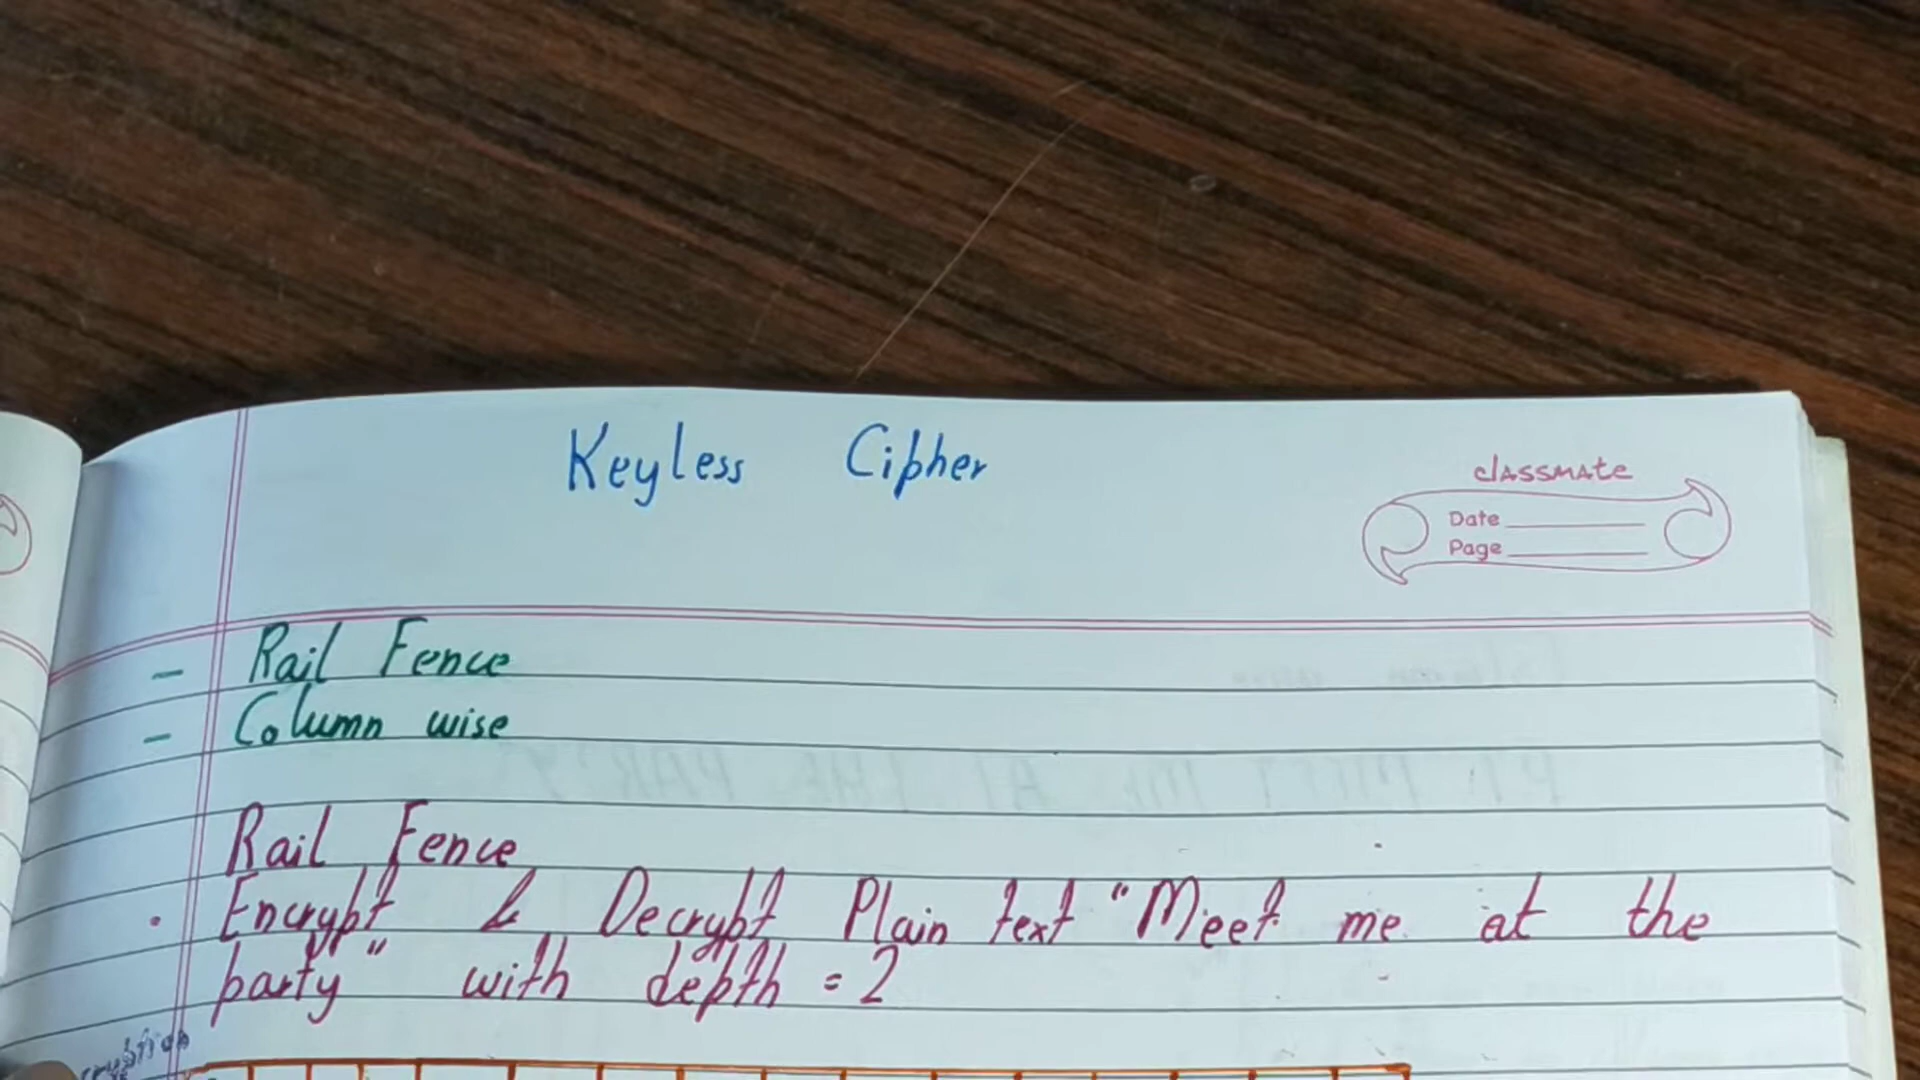 Keyless Cipher
classmate
Date
Page
- Rail Fence
- Column wise
Rail Fence
. Encrypt & Decrypt Plain text "Meet me at the
party" with depth = 2